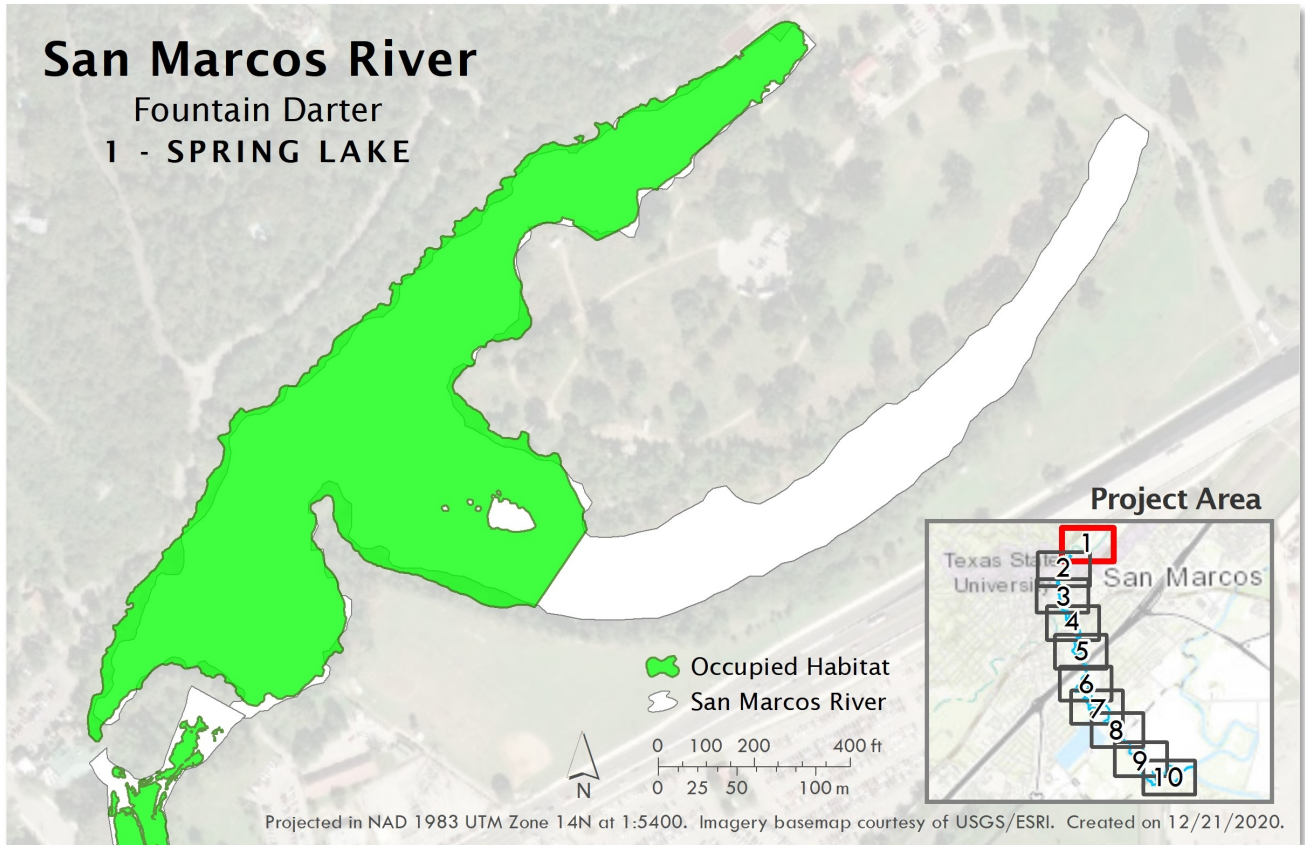 San Marcos River
Fountain Darter
1 - SPRING LAKE
Project Area
Texas State
University
San Marcos
1
2
3
4
5
6
7
8
9
10
Occupied Habitat
San Marcos River
0 100 200 400 ft
0 25 50 100 m
N
Projected in NAD 1983 UTM Zone 14N at 1:5400. Imagery basemap courtesy of USGS/ESRI. Created on 12/21/2020.